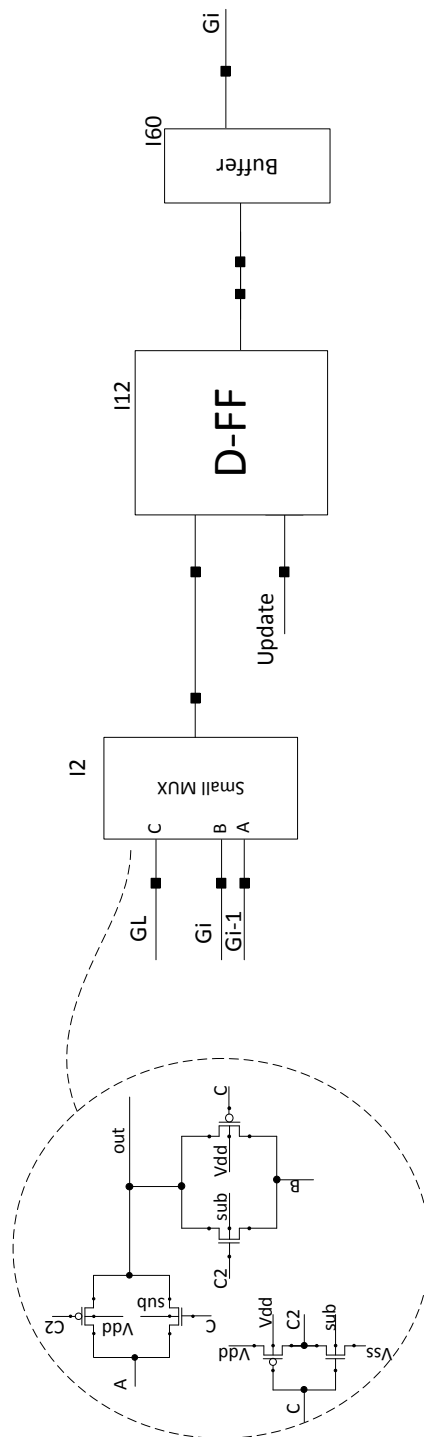 Gi
I60
Buffer
I12
D-FF
Update
I2
Small MUX
C
B
A
GL
Gi
Gi-1
out
C2
Vdd
sub
C
A
C
Vdd
sub
C2
B
Vdd
Vdd
C2
sub
C
Vss